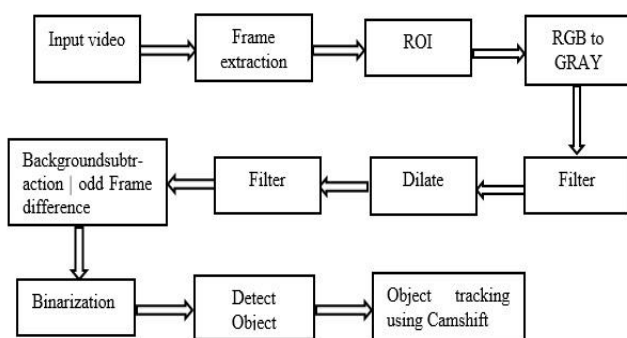 Input video
Frame
extraction
ROI
RGB to
GRAY
Filter
Dilate
Filter
Backgroundsubtr-
action | odd Frame
difference
Binarization
Detect
Object
Object tracking
using Camshift